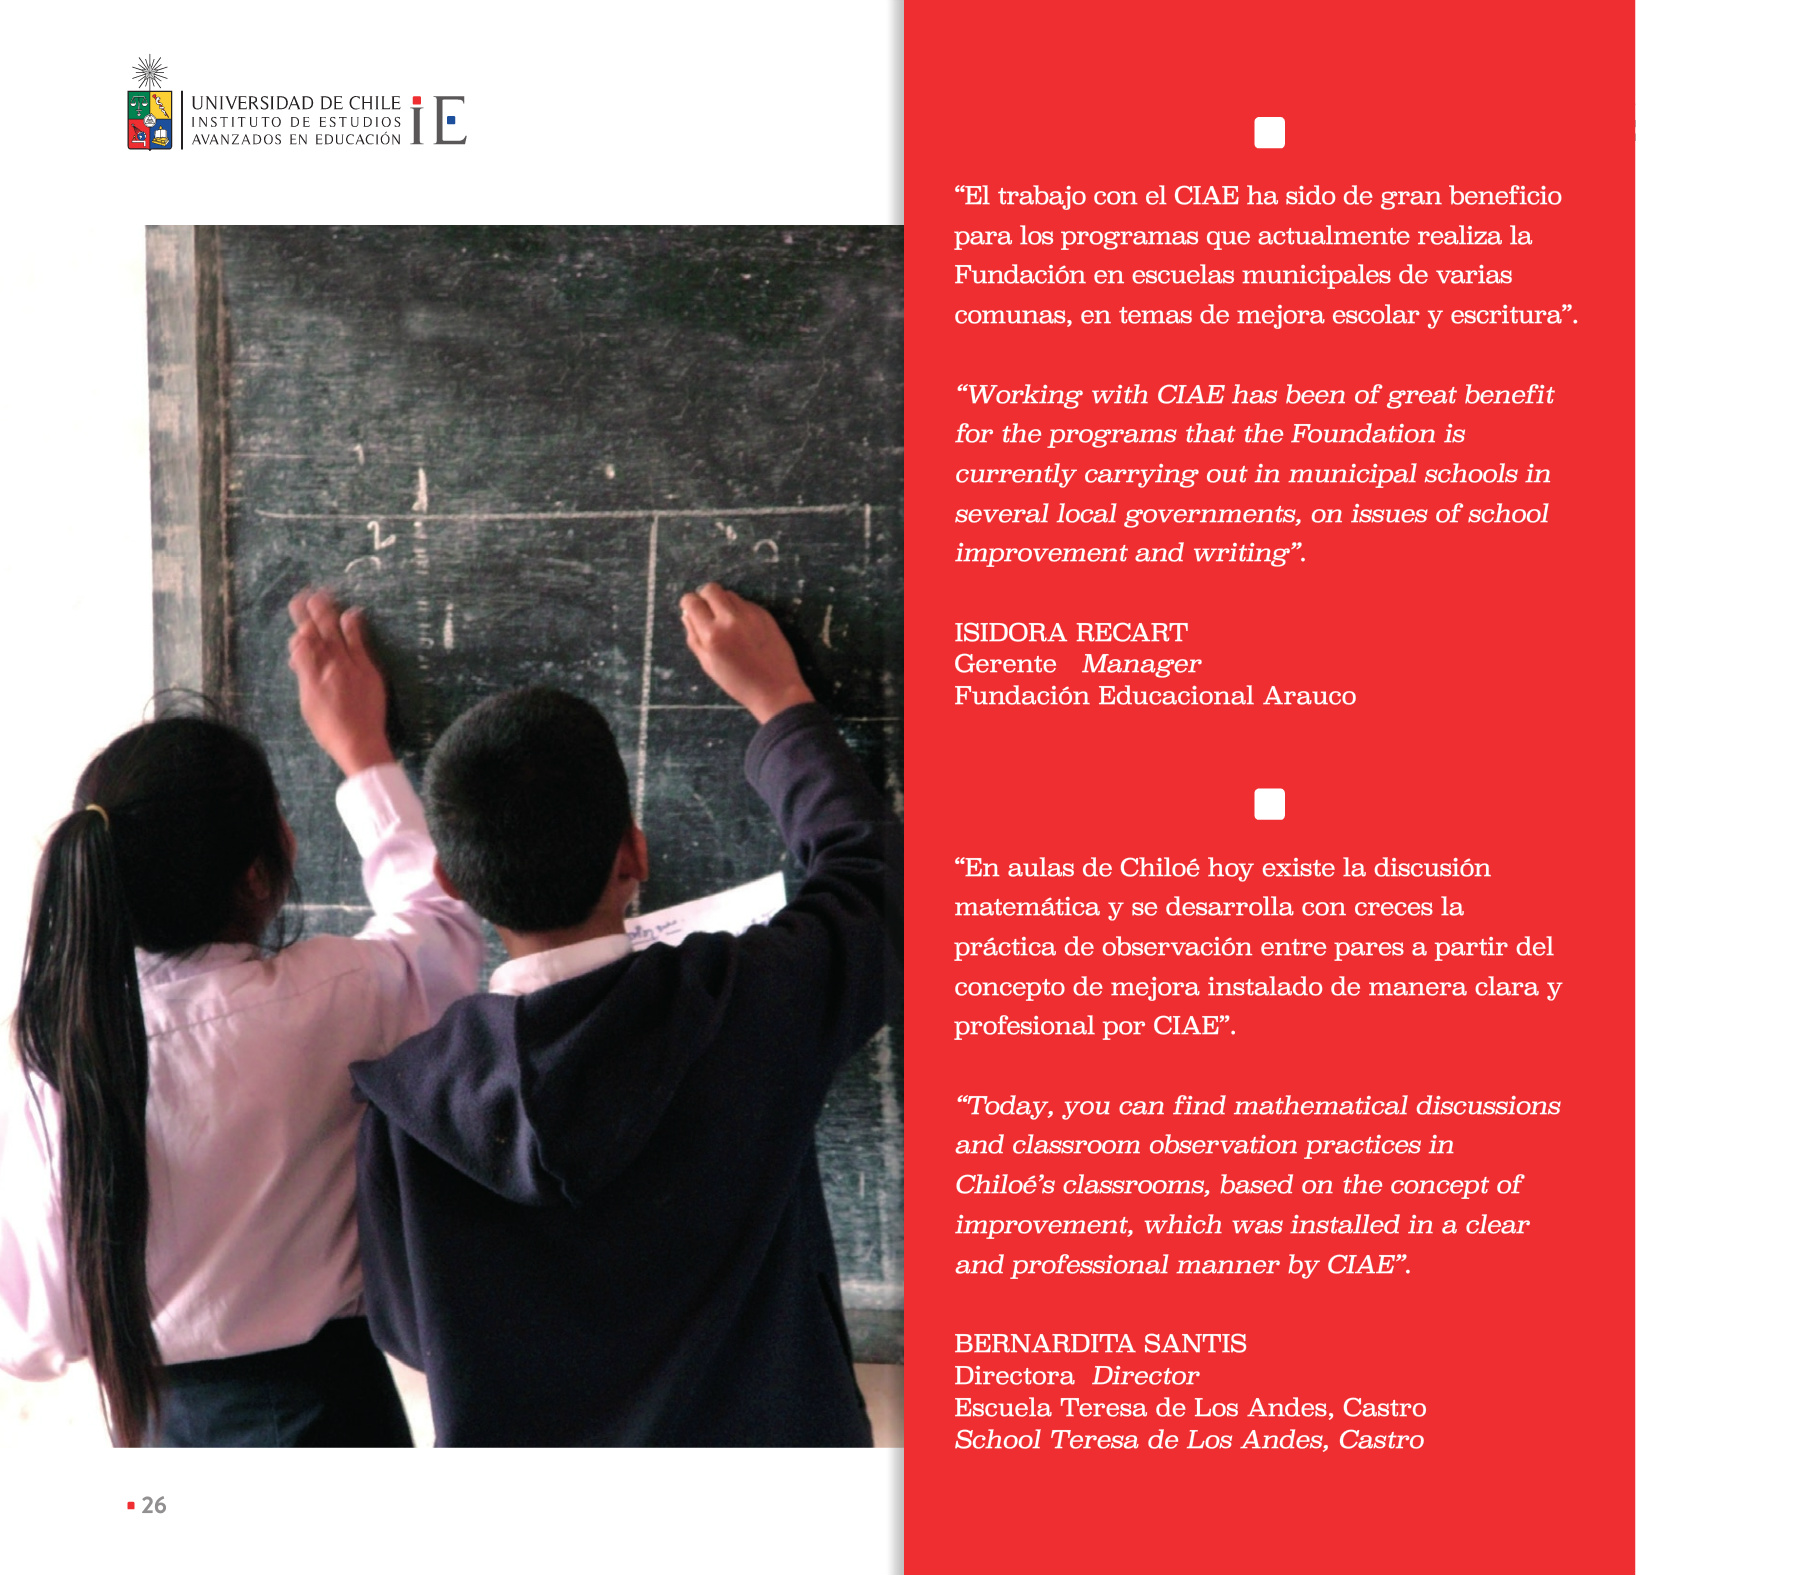 UNIVERSIDAD DE CHILE
INSTITUTO DE ESTUDIOS
AVANZADOS EN EDUCACIÓN
iE
“El trabajo con el CIAE ha sido de gran beneficio
para los programas que actualmente realiza la
Fundación en escuelas municipales de varias
comunas, en temas de mejora escolar y escritura”.
“Working with CIAE has been of great benefit
for the programs that the Foundation is
currently carrying out in municipal schools in
several local governments, on issues of school
improvement and writing”.
ISIDORA RECART
Gerente Manager
Fundación Educacional Arauco
“En aulas de Chiloé hoy existe la discusión
matemática y se desarrolla con creces la
práctica de observación entre pares a partir del
concepto de mejora instalado de manera clara y
profesional por CIAE”.
“Today, you can find mathematical discussions
and classroom observation practices in
Chiloé’s classrooms, based on the concept of
improvement, which was installed in a clear
and professional manner by CIAE”.
BERNARDITA SANTIS
Directora Director
Escuela Teresa de Los Andes, Castro
School Teresa de Los Andes, Castro
26